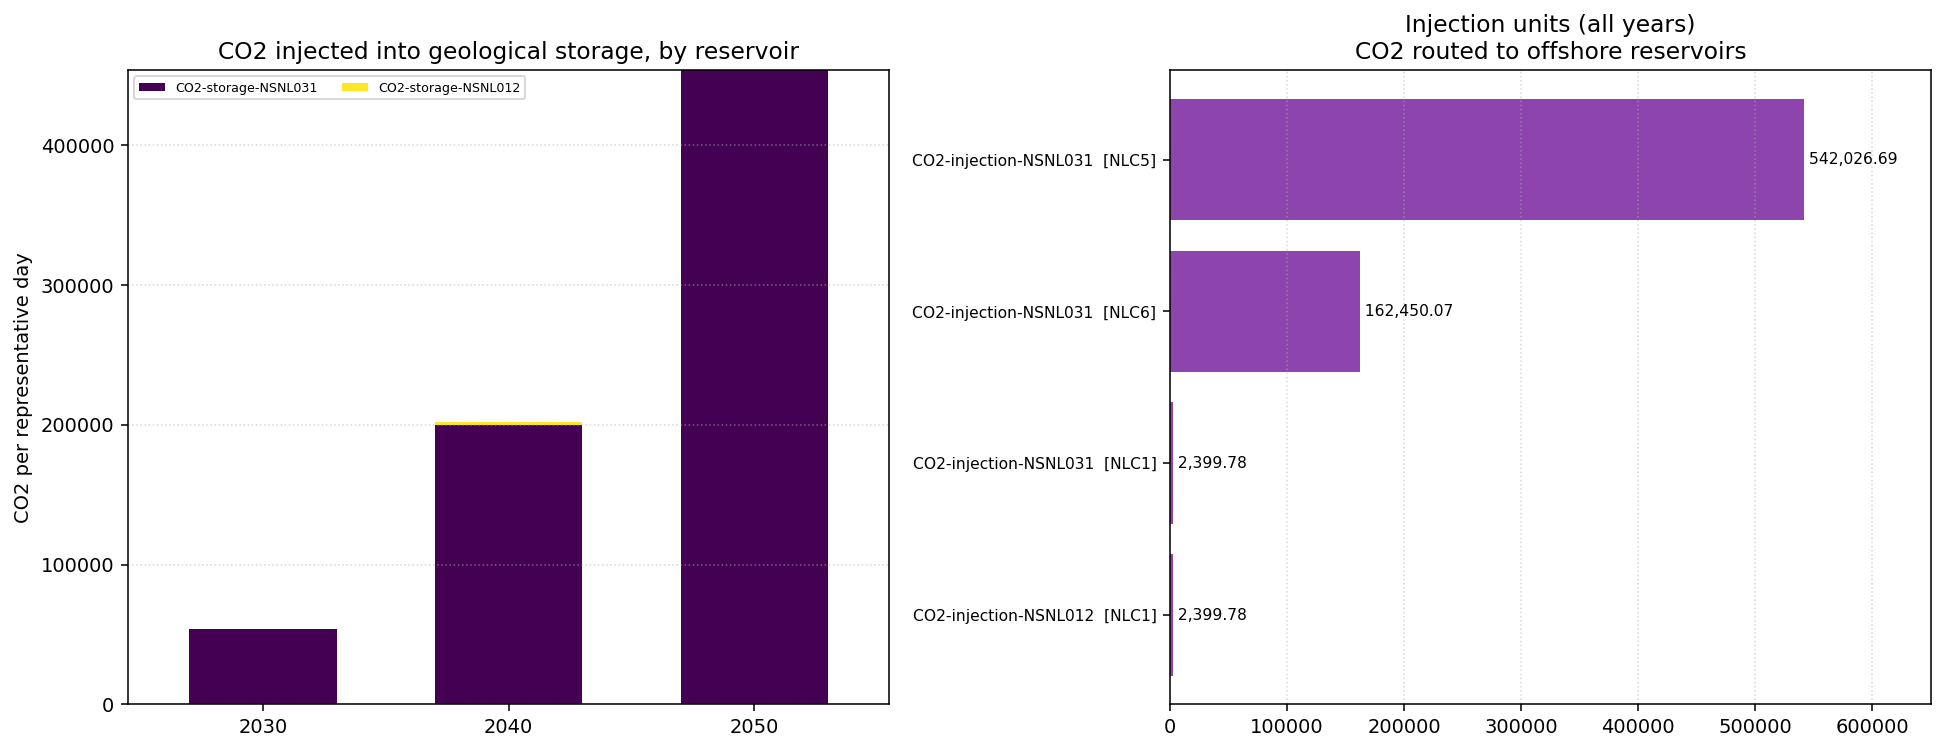 CO2 injected into geological storage, by reservoir
CO2-storage-NSNL031
CO2-storage-NSNL012
CO2 per representative day
400000
300000
200000
100000
0
2030
2040
2050
Injection units (all years)
CO2 routed to offshore reservoirs
CO2-injection-NSNL031 [NLC5]
542,026.69
CO2-injection-NSNL031 [NLC6]
162,450.07
CO2-injection-NSNL031 [NLC1]
2,399.78
CO2-injection-NSNL012 [NLC1]
2,399.78
0
100000
200000
300000
400000
500000
600000